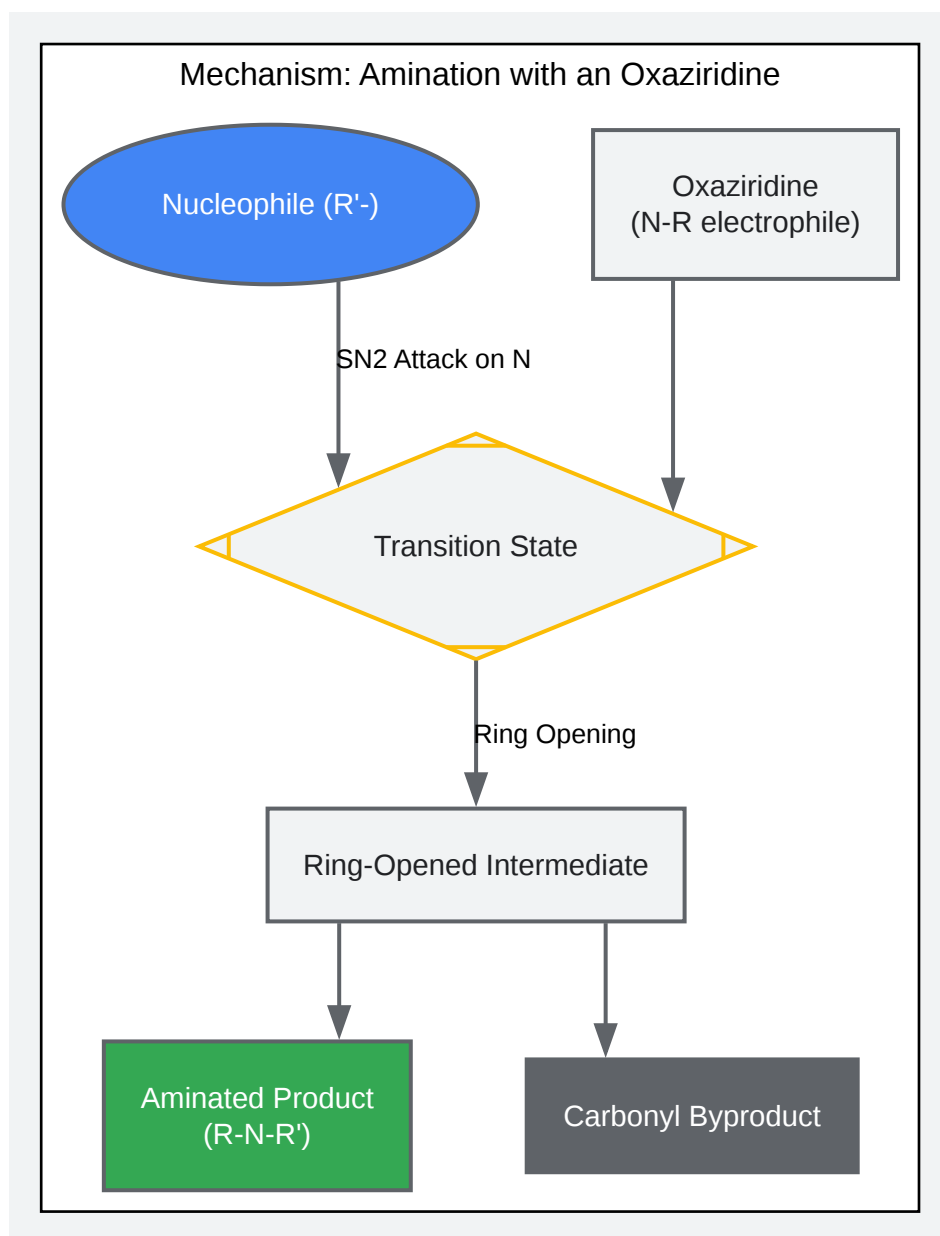 Mechanism: Amination with an Oxaziridine
Nucleophile (R'-)
Oxaziridine
(N-R electrophile)
SN2 Attack on N
Transition State
Ring Opening
Ring-Opened Intermediate
Aminated Product
(R-N-R')
Carbonyl Byproduct